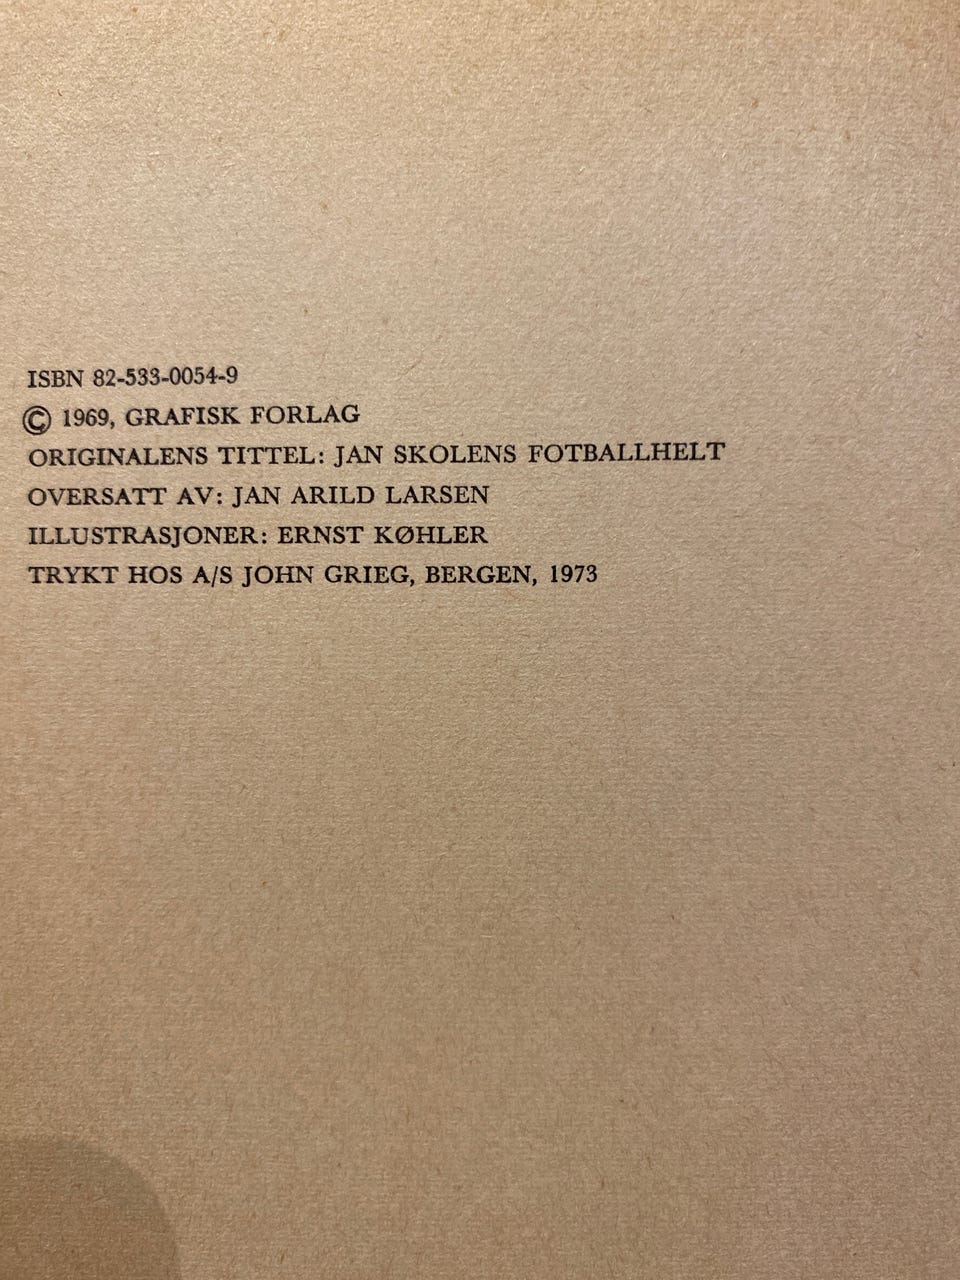 ISBN 82-533-0054-9
© 1969, GRAFISK FORLAG
ORIGINALENS TITTEL: JAN SKOLENS FOTBALLHELT
OVERSATT AV: JAN ARILD LARSEN
ILLUSTRASJONER: ERNST KØHLER
TRYKT HOS A/S JOHN GRIEG, BERGEN, 1973